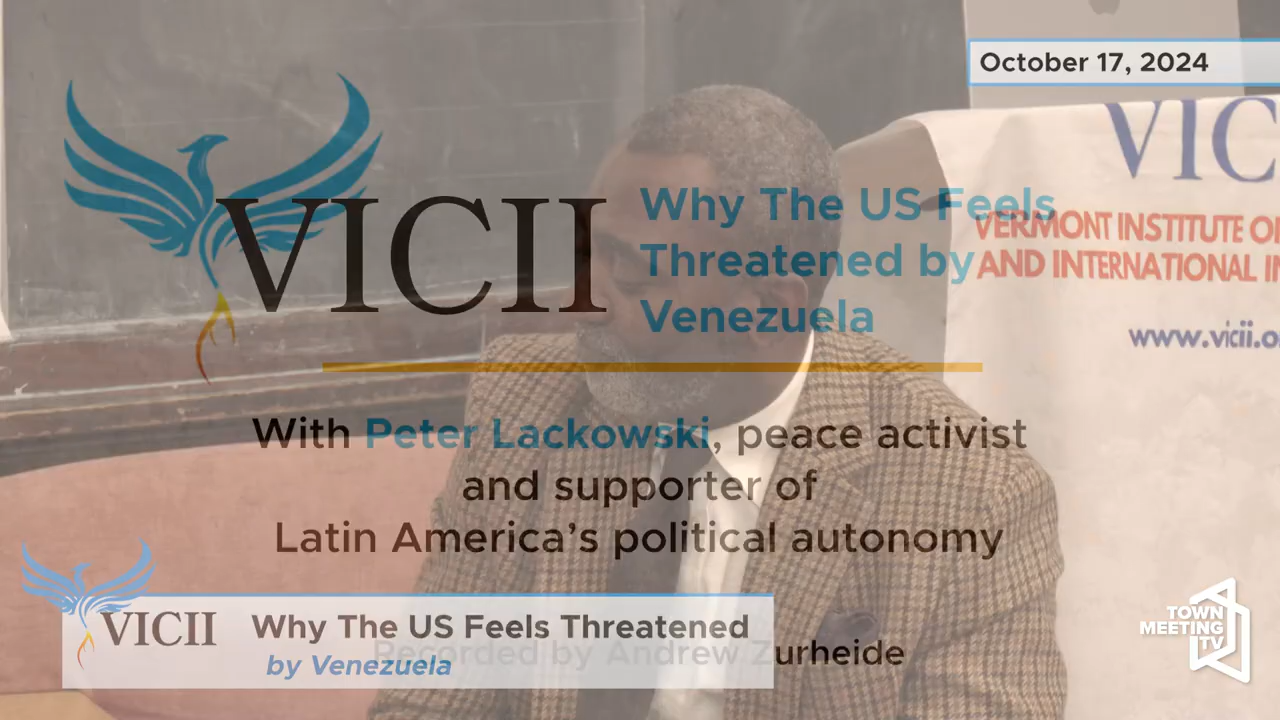 October 17, 2024
VIC
VERMONT INSTITUTE O
AND INTERNATIONAL I
www.vicii.o
VICII
Why The US Feels
Threatened by
Venezuela
With Peter Lackowski, peace activist
and supporter of
Latin America's political autonomy
Recorded by Andrew Zurheide
VICII
Why The US Feels Threatened
by Venezuela
TOWN
MEETING
TV